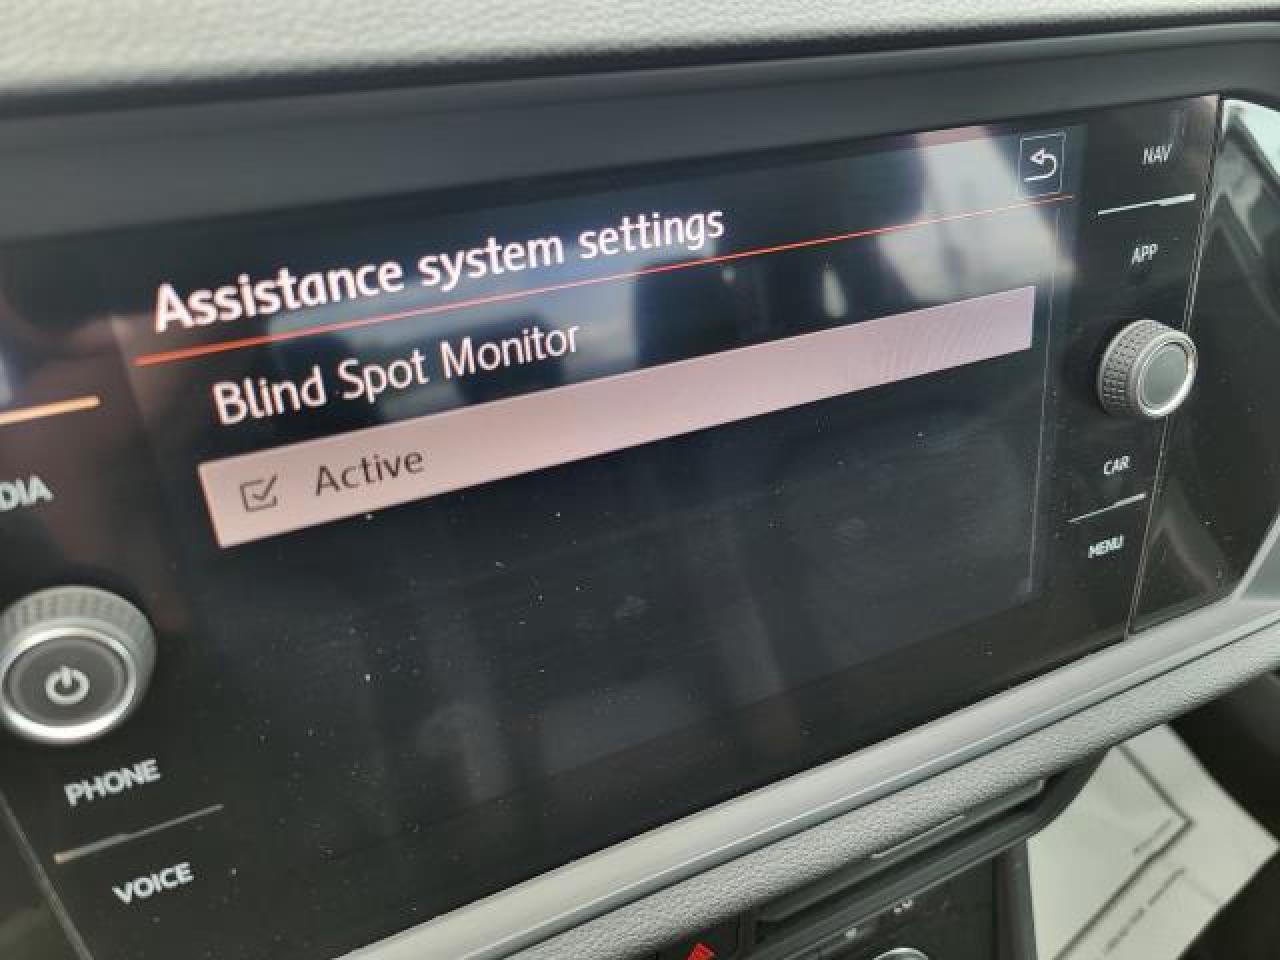 Assistance system settings
Blind Spot Monitor
Active
NAV
APP
CAR
MENU
DIA
PHONE
VOICE